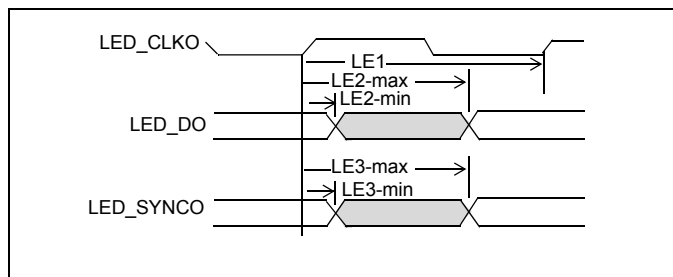 LED_CLKO
LE1
LE2-max
LE2-min
LED_DO
LE3-max
LE3-min
LED_SYNCO